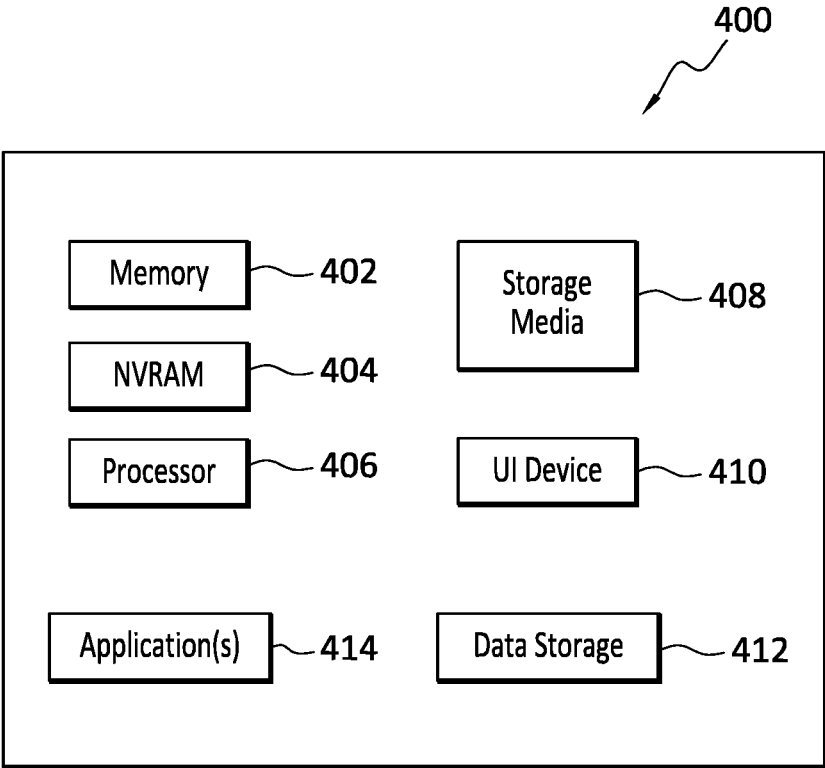 400
Memory 402
Storage
Media
408
NVRAM 404
Processor 406
UI Device 410
Application(s) 414
Data Storage 412